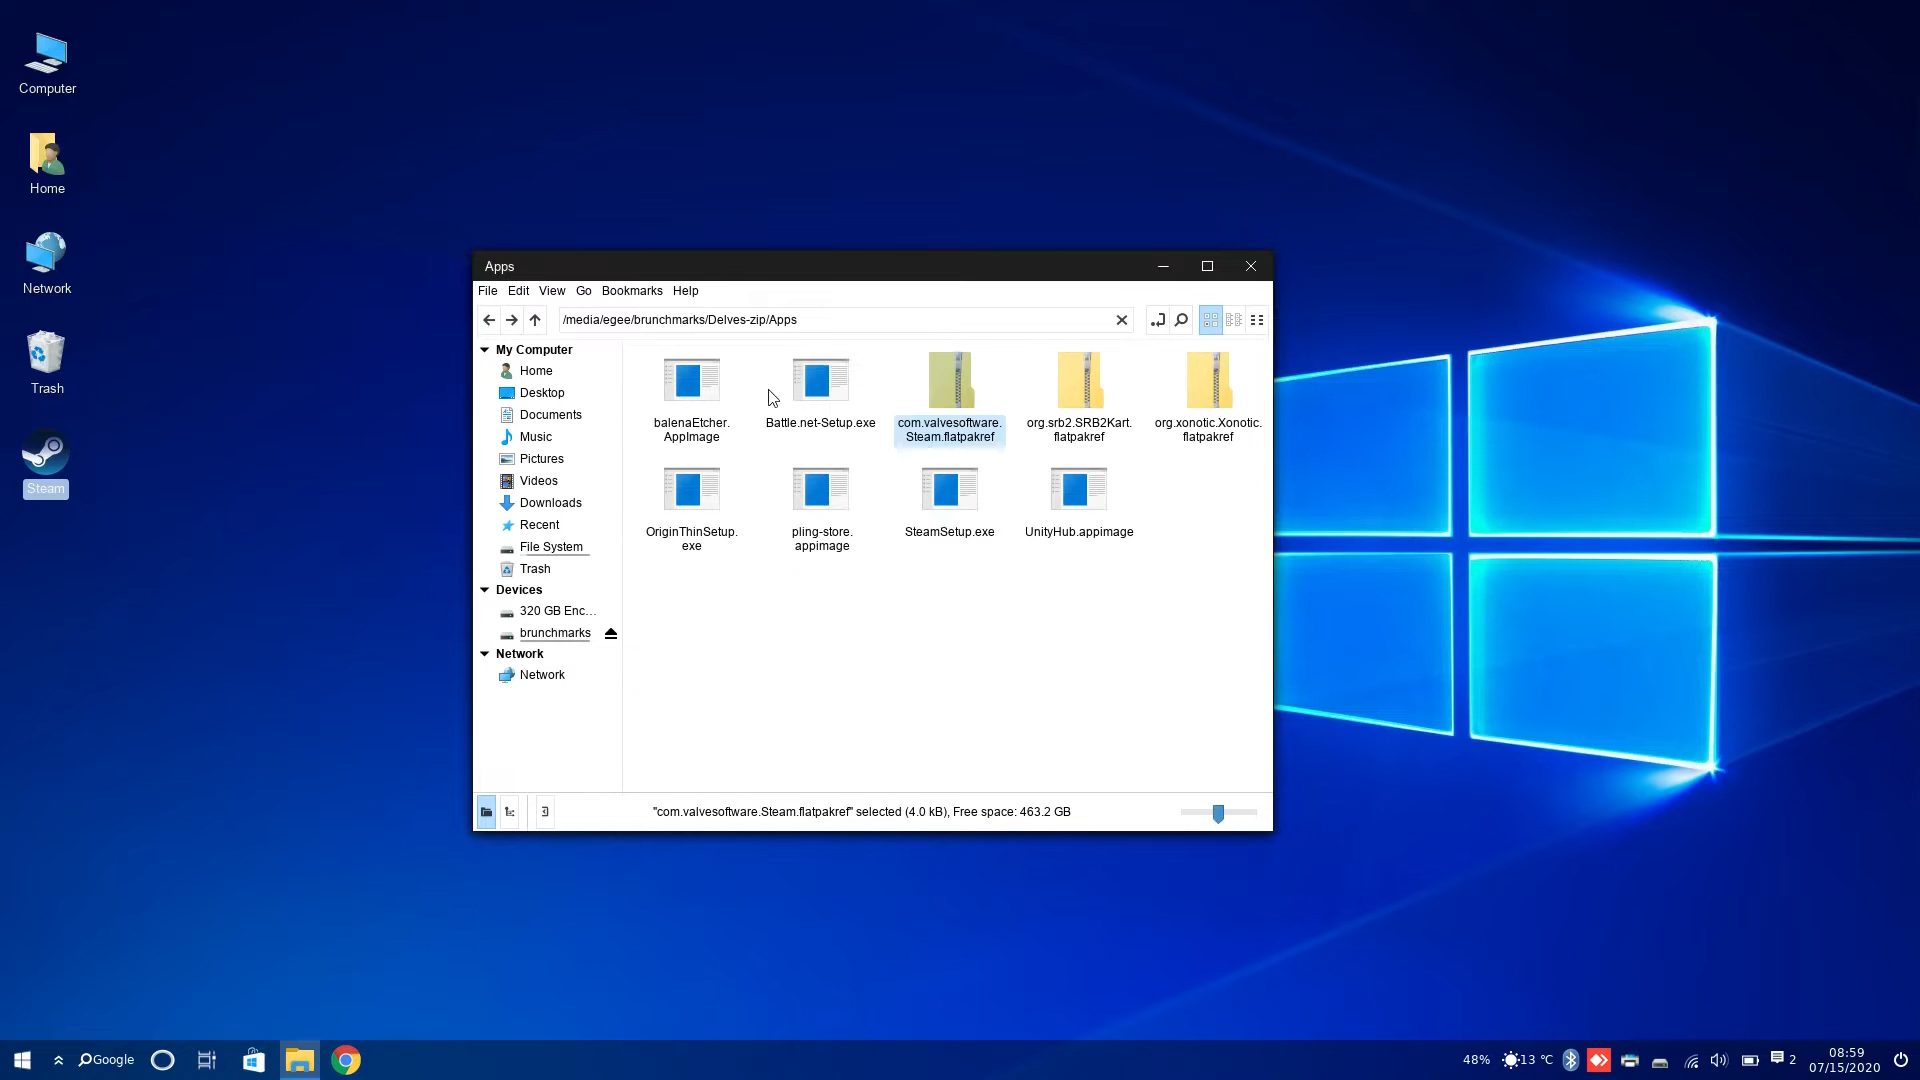 Computer
Home
Network
Trash
Steam
Apps
File Edit View Go Bookmarks Help
/media/egee/brunchmarks/Delves-zip/Apps
My Computer
Home
Desktop
Documents
Music
Pictures
Videos
Downloads
Recent
File System
Trash
Devices
320 GB Enc...
brunchmarks
Network
Network
balenaEtcher.
AppImage
Battle.net-Setup.exe
com.valvesoftware.
Steam.flatpakref
org.srb2.SRB2Kart.
flatpakref
org.xonotic.Xonotic.
flatpakref
OriginThinSetup.
exe
pling-store.
appimage
SteamSetup.exe
UnityHub.appimage
"com.valvesoftware.Steam.flatpakref" selected (4.0 kB), Free space: 463.2 GB
Google
48%
13 ℃
2
08:59
07/15/2020